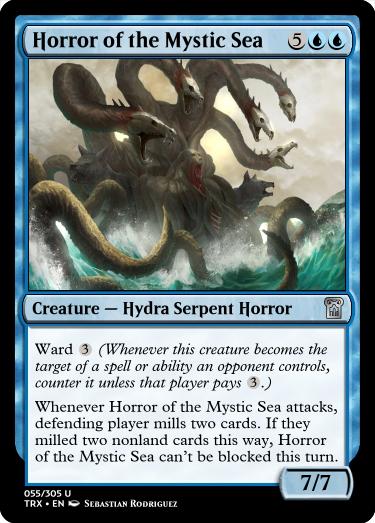 Horror of the Mystic Sea 5
Creature — Hydra Serpent Horror
Ward 3 (Whenever this creature becomes the
target of a spell or ability an opponent controls,
counter it unless that player pays 3.)
Whenever Horror of the Mystic Sea attacks,
defending player mills two cards. If they
milled two nonland cards this way, Horror
of the Mystic Sea can't be blocked this turn.
7/7
055/305 U
TRX • EN Sebastian Rodriguez